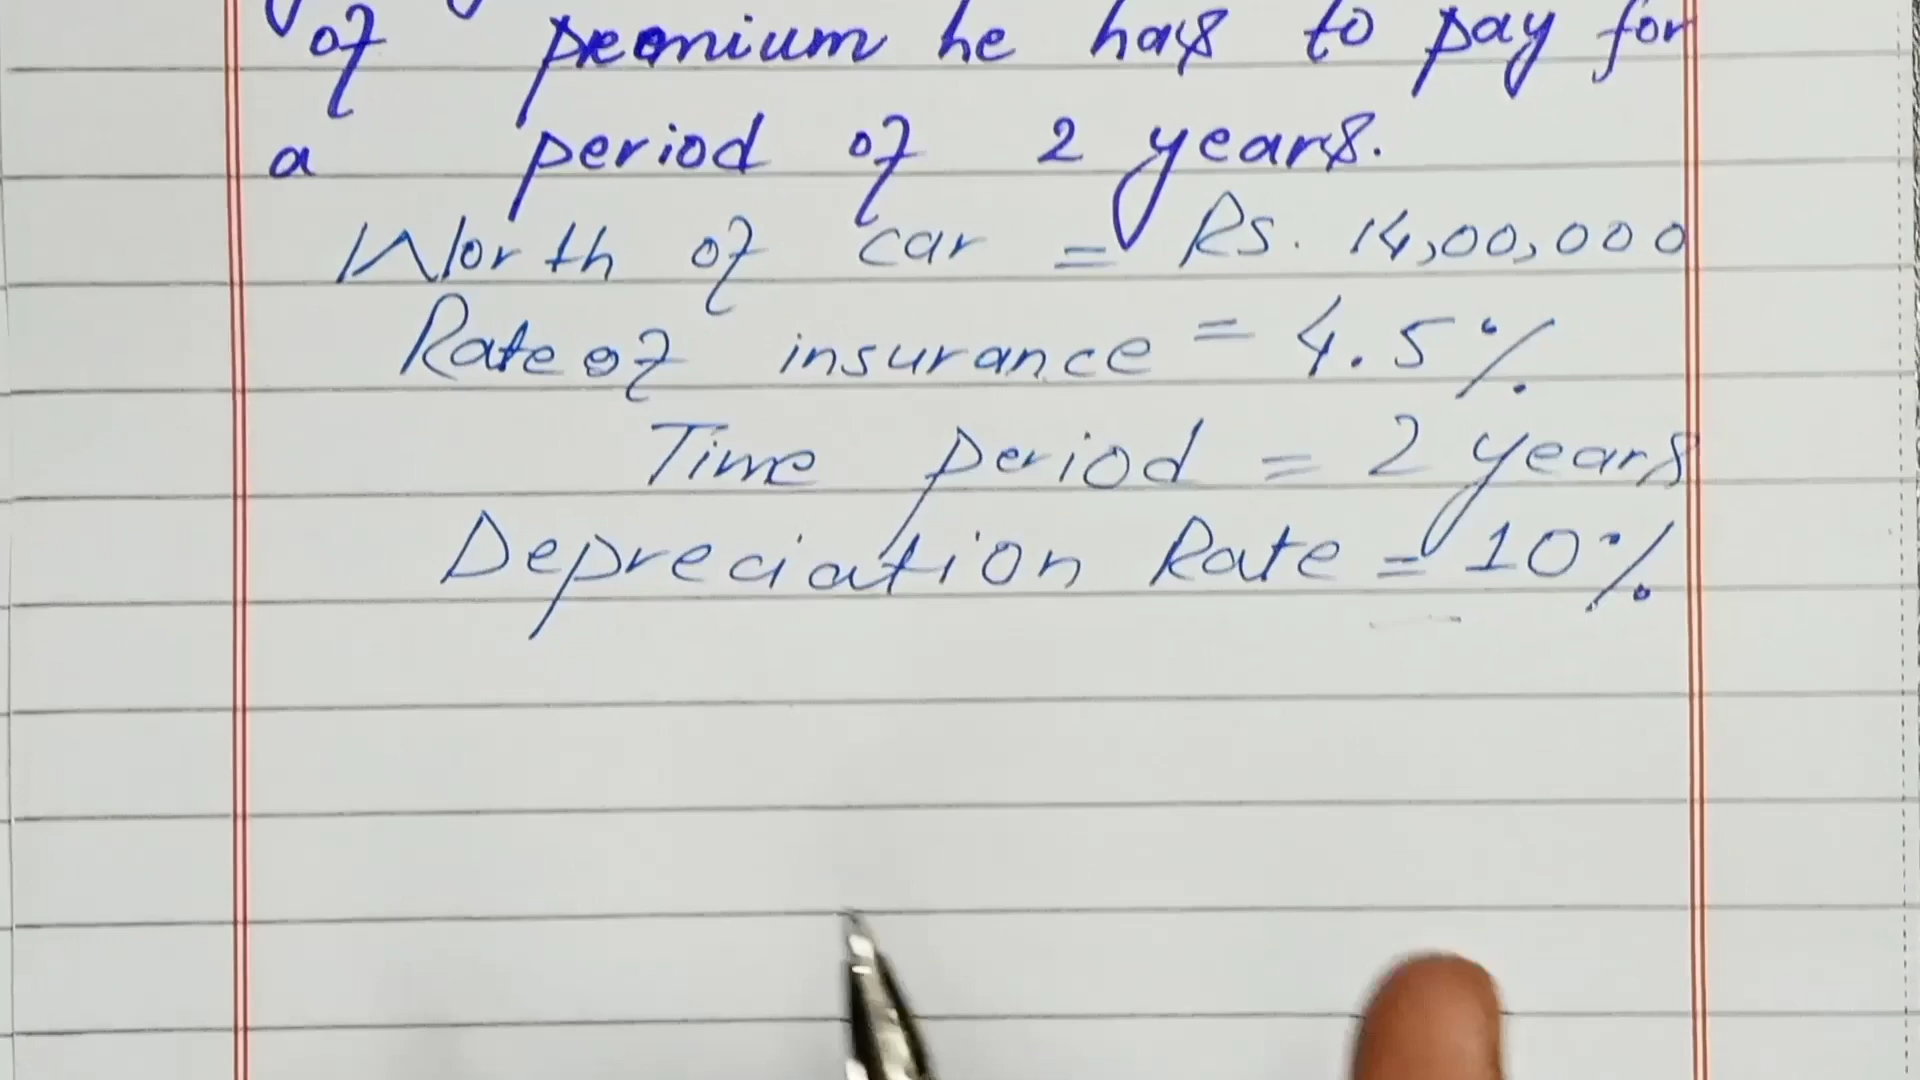 of premium he has to pay for
a period of 2 years.
Worth of car = Rs. 14,00,000
Rate of insurance = 4.5%
Time period = 2 years
Depreciation Rate = 10%